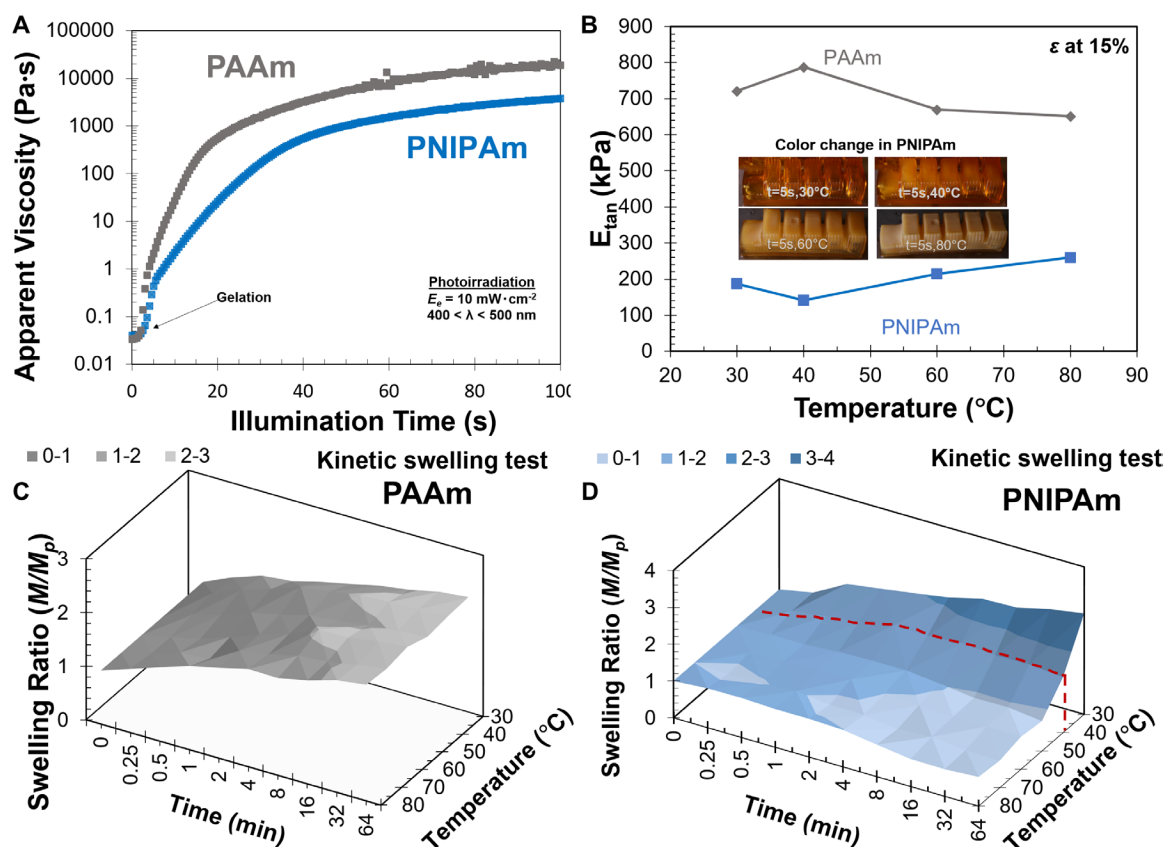 A
100000
10000
1000
100
10
1
0.1
0.01
Apparent Viscosity (Pa·s)
PAAm
PNIPAm
Gelation
Photoirradiation
Ee = 10 mW·cm-2
400 < λ < 500 nm
0 20 40 60 80 100
Illumination Time (s)
B
900
800
700
600
500
400
300
200
100
0
Etan (kPa)
ε at 15%
PAAm
Color change in PNIPAm
t=5s,30°C
t=5s,40°C
t=5s,60°C
t=5s,80°C
PNIPAm
20 30 40 50 60 70 80 90
Temperature (°C)
0-1 1-2 2-3
Kinetic swelling test
C
PAAm
3
2
1
0
Swelling Ratio (M/Mp)
0 0.25 0.5 1 2 4 8 16 32 64
Time (min)
30 40 50 60 70 80
Temperature (°C)
0-1 1-2 2-3 3-4
Kinetic swelling test
D
PNIPAm
4
3
2
1
0
Swelling Ratio (M/Mp)
0 0.25 0.5 1 2 4 8 16 32 64
Time (min)
30 40 50 60 70 80
Temperature (°C)